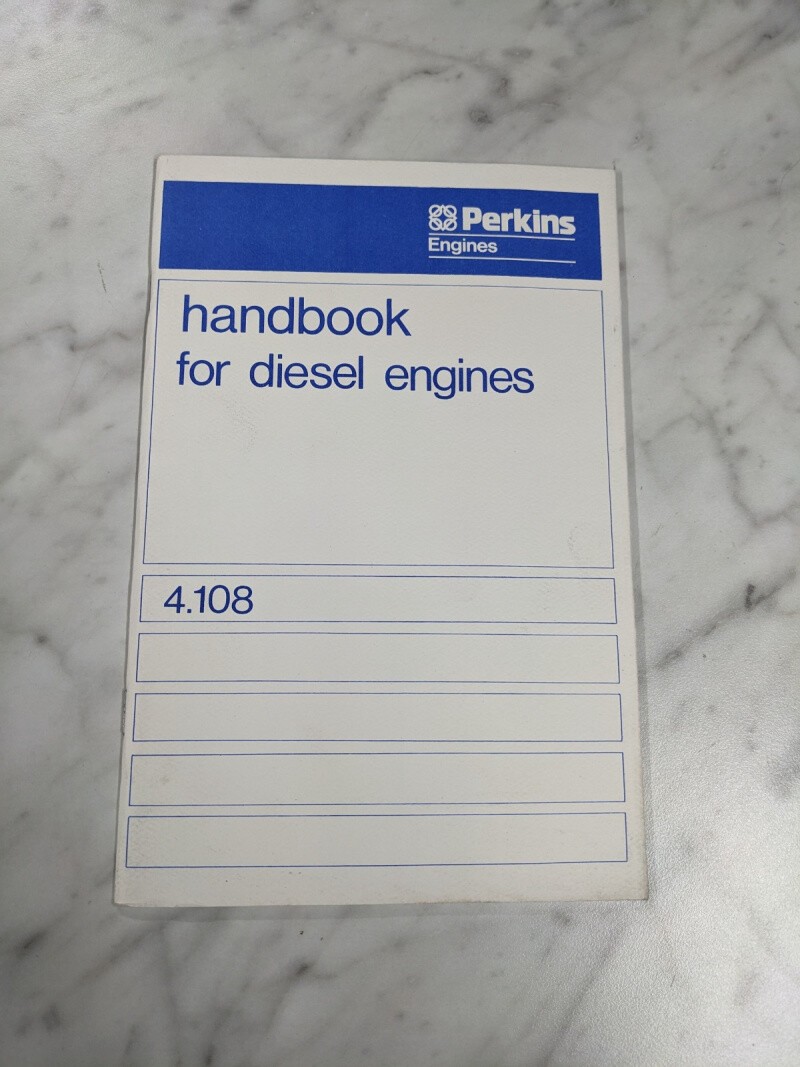 Perkins
Engines
handbook
for diesel engines
4.108